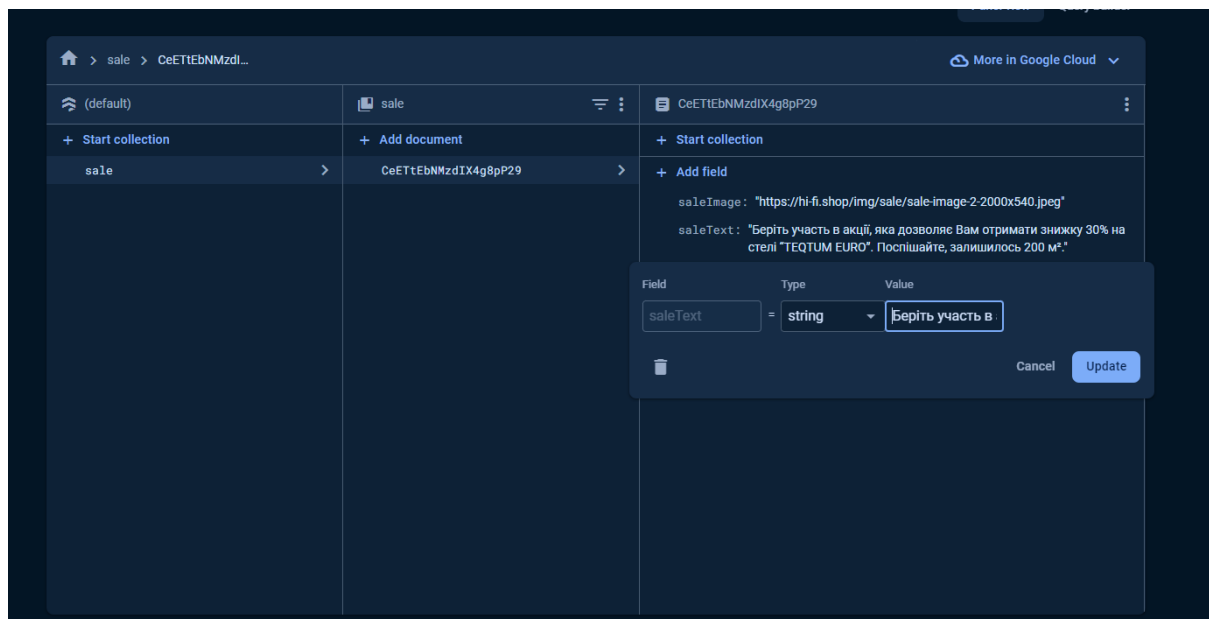 sale
CeETtEbNMzdI...
More in Google Cloud
(default)
sale
CeETtEbNMzdIX4g8pP29
+ Start collection
+ Add document
+ Start collection
sale
CeETtEbNMzdIX4g8pP29
+ Add field
saleImage: "https://hi-fi.shop/img/sale/sale-image-2-2000x540.jpeg"
saleText: "Беріть участь в акції, яка дозволяє Вам отримати знижку 30% на
стелі “TEQTUM EURO”. Поспішайте, залишилось 200 м²."
Field
Type
Value
saleText
=
string
Беріть участь в
Cancel
Update